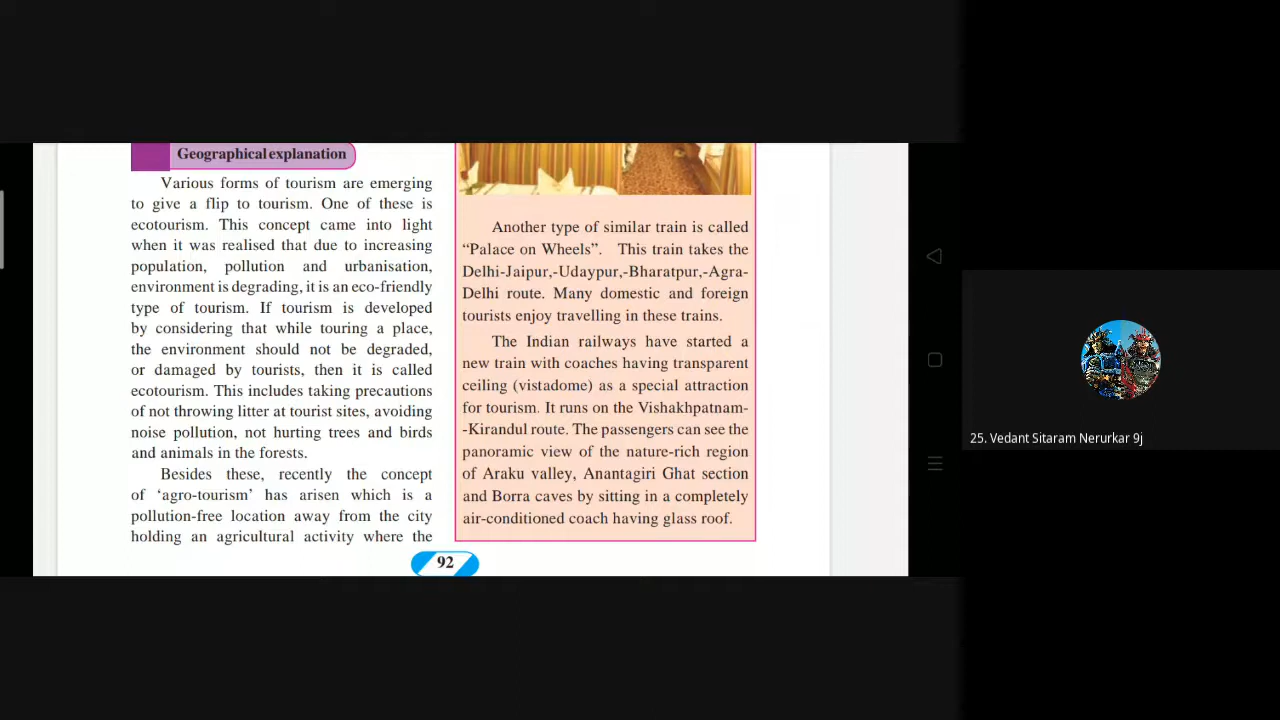 Geographical explanation
Various forms of tourism are emerging
to give a flip to tourism. One of these is
ecotourism. This concept came into light
when it was realised that due to increasing
population, pollution and urbanisation,
environment is degrading, it is an eco-friendly
type of tourism. If tourism is developed
by considering that while touring a place,
the environment should not be degraded,
or damaged by tourists, then it is called
ecotourism. This includes taking precautions
of not throwing litter at tourist sites, avoiding
noise pollution, not hurting trees and birds
and animals in the forests.
Besides these, recently the concept
of ‘agro-tourism’ has arisen which is a
pollution-free location away from the city
holding an agricultural activity where the
Another type of similar train is called
“Palace on Wheels”. This train takes the
Delhi-Jaipur,-Udaypur,-Bharatpur,-Agra-
Delhi route. Many domestic and foreign
tourists enjoy travelling in these trains.
The Indian railways have started a
new train with coaches having transparent
ceiling (vistadome) as a special attraction
for tourism. It runs on the Vishakhpatnam-
-Kirandul route. The passengers can see the
panoramic view of the nature-rich region
of Araku valley, Anantagiri Ghat section
and Borra caves by sitting in a completely
air-conditioned coach having glass roof.
92
25. Vedant Sitaram Nerurkar 9j